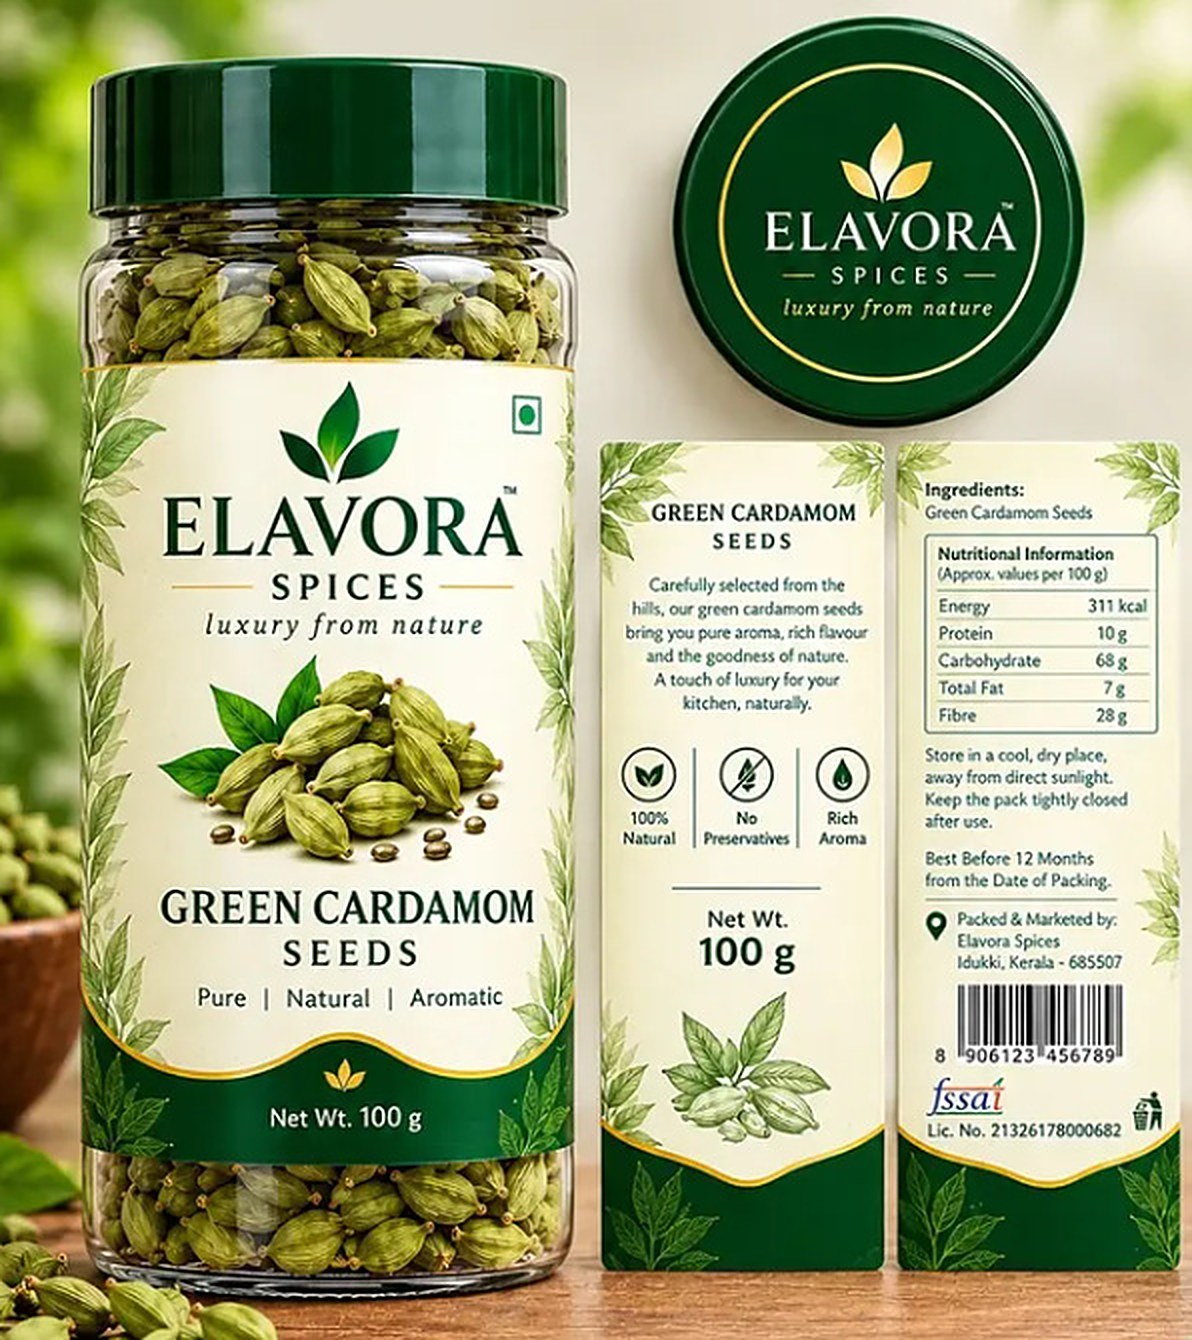 ELAVORA™
SPICES
luxury from nature
GREEN CARDAMOM
SEEDS
Pure | Natural | Aromatic
Net Wt. 100 g
ELAVORA™
SPICES
luxury from nature
GREEN CARDAMOM
SEEDS
Carefully selected from the
hills, our green cardamom seeds
bring you pure aroma, rich flavour
and the goodness of nature.
A touch of luxury for your
kitchen, naturally.
100%
Natural
No
Preservatives
Rich
Aroma
Net Wt.
100 g
Ingredients:
Green Cardamom Seeds
Nutritional Information
(Approx. values per 100 g)
Energy 311 kcal
Protein 10 g
Carbohydrate 68 g
Total Fat 7 g
Fibre 28 g
Store in a cool, dry place,
away from direct sunlight.
Keep the pack tightly closed
after use.
Best Before 12 Months
from the Date of Packing.
Packed & Marketed by:
Elavora Spices
Idukki, Kerala - 685507
8 906123 456789
fssai
Lic. No. 21326178000682